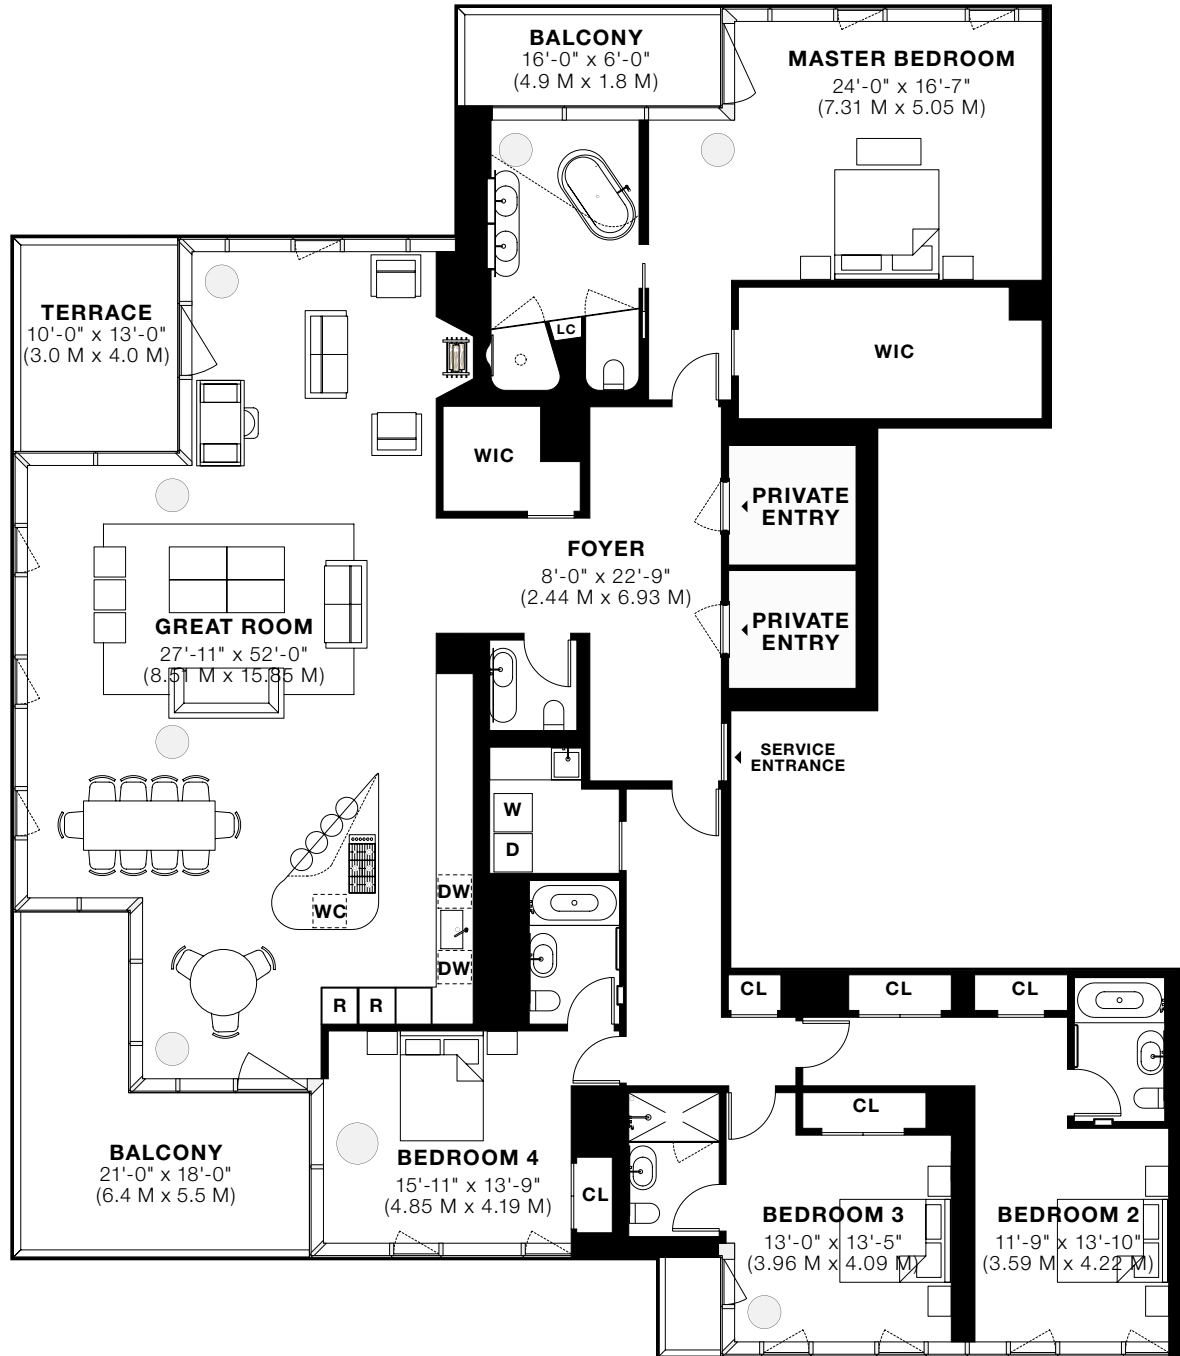 BALCONY
16'-0" x 6'-0"
(4.9 M x 1.8 M)
MASTER BEDROOM
24'-0" x 16'-7"
(7.31 M x 5.05 M)
TERRACE
10'-0" x 13'-0"
(3.0 M x 4.0 M)
LC
WIC
WIC
PRIVATE
ENTRY
FOYER
8'-0" x 22'-9"
(2.44 M x 6.93 M)
PRIVATE
ENTRY
GREAT ROOM
27'-11" x 52'-0"
(8.51 M x 15.85 M)
SERVICE
ENTRANCE
W
D
DW
WC
DW
R
R
CL
CL
CL
CL
BALCONY
21'-0" x 18'-0"
(6.4 M x 5.5 M)
BEDROOM 4
15'-11" x 13'-9"
(4.85 M x 4.19 M)
CL
BEDROOM 3
13'-0" x 13'-5"
(3.96 M x 4.09 M)
BEDROOM 2
11'-9" x 13'-10"
(3.59 M x 4.22 M)